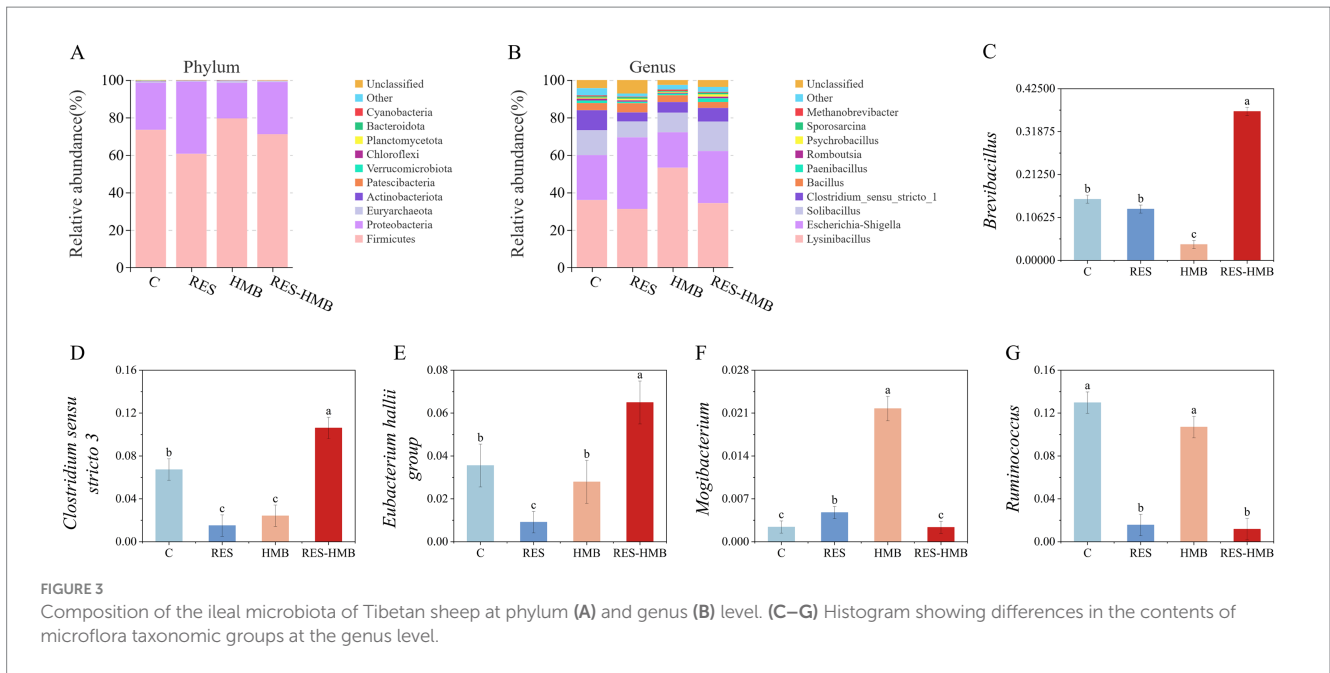 A
Phylum
Relative abundance(%)
100
80
60
40
20
0
C
RES
HMB
RES-HMB
Unclassified
Other
Cyanobacteria
Bacteroidota
Planctomycetota
Chloroflexi
Verrucomicrobiota
Patescibacteria
Actinobacteriota
Euryarchaeota
Proteobacteria
Firmicutes
B
Genus
Relative abundance(%)
100
80
60
40
20
0
C
RES
HMB
RES-HMB
Unclassified
Other
Methanobrevibacter
Sporosarcina
Psychrobacillus
Romboutsia
Paenibacillus
Bacillus
Clostridium_sensu_stricto_1
Solibacillus
Escherichia-Shigella
Lysinibacillus
C
Brevibacillus
0.42500
0.31875
0.21250
0.10625
0.00000
b
b
c
a
C
RES
HMB
RES-HMB
D
Clostridium sensu
stricto 3
0.16
0.12
0.08
0.04
0.00
b
c
c
a
C
RES
HMB
RES-HMB
E
Eubacterium hallii
group
0.08
0.06
0.04
0.02
0.00
b
c
b
a
C
RES
HMB
RES-HMB
F
Mogibacterium
0.028
0.021
0.014
0.007
0.000
c
b
a
c
C
RES
HMB
RES-HMB
G
Ruminococcus
0.16
0.12
0.08
0.04
0.00
a
b
a
b
C
RES
HMB
RES-HMB
FIGURE 3
Composition of the ileal microbiota of Tibetan sheep at phylum (A) and genus (B) level. (C–G) Histogram showing differences in the contents of
microflora taxonomic groups at the genus level.